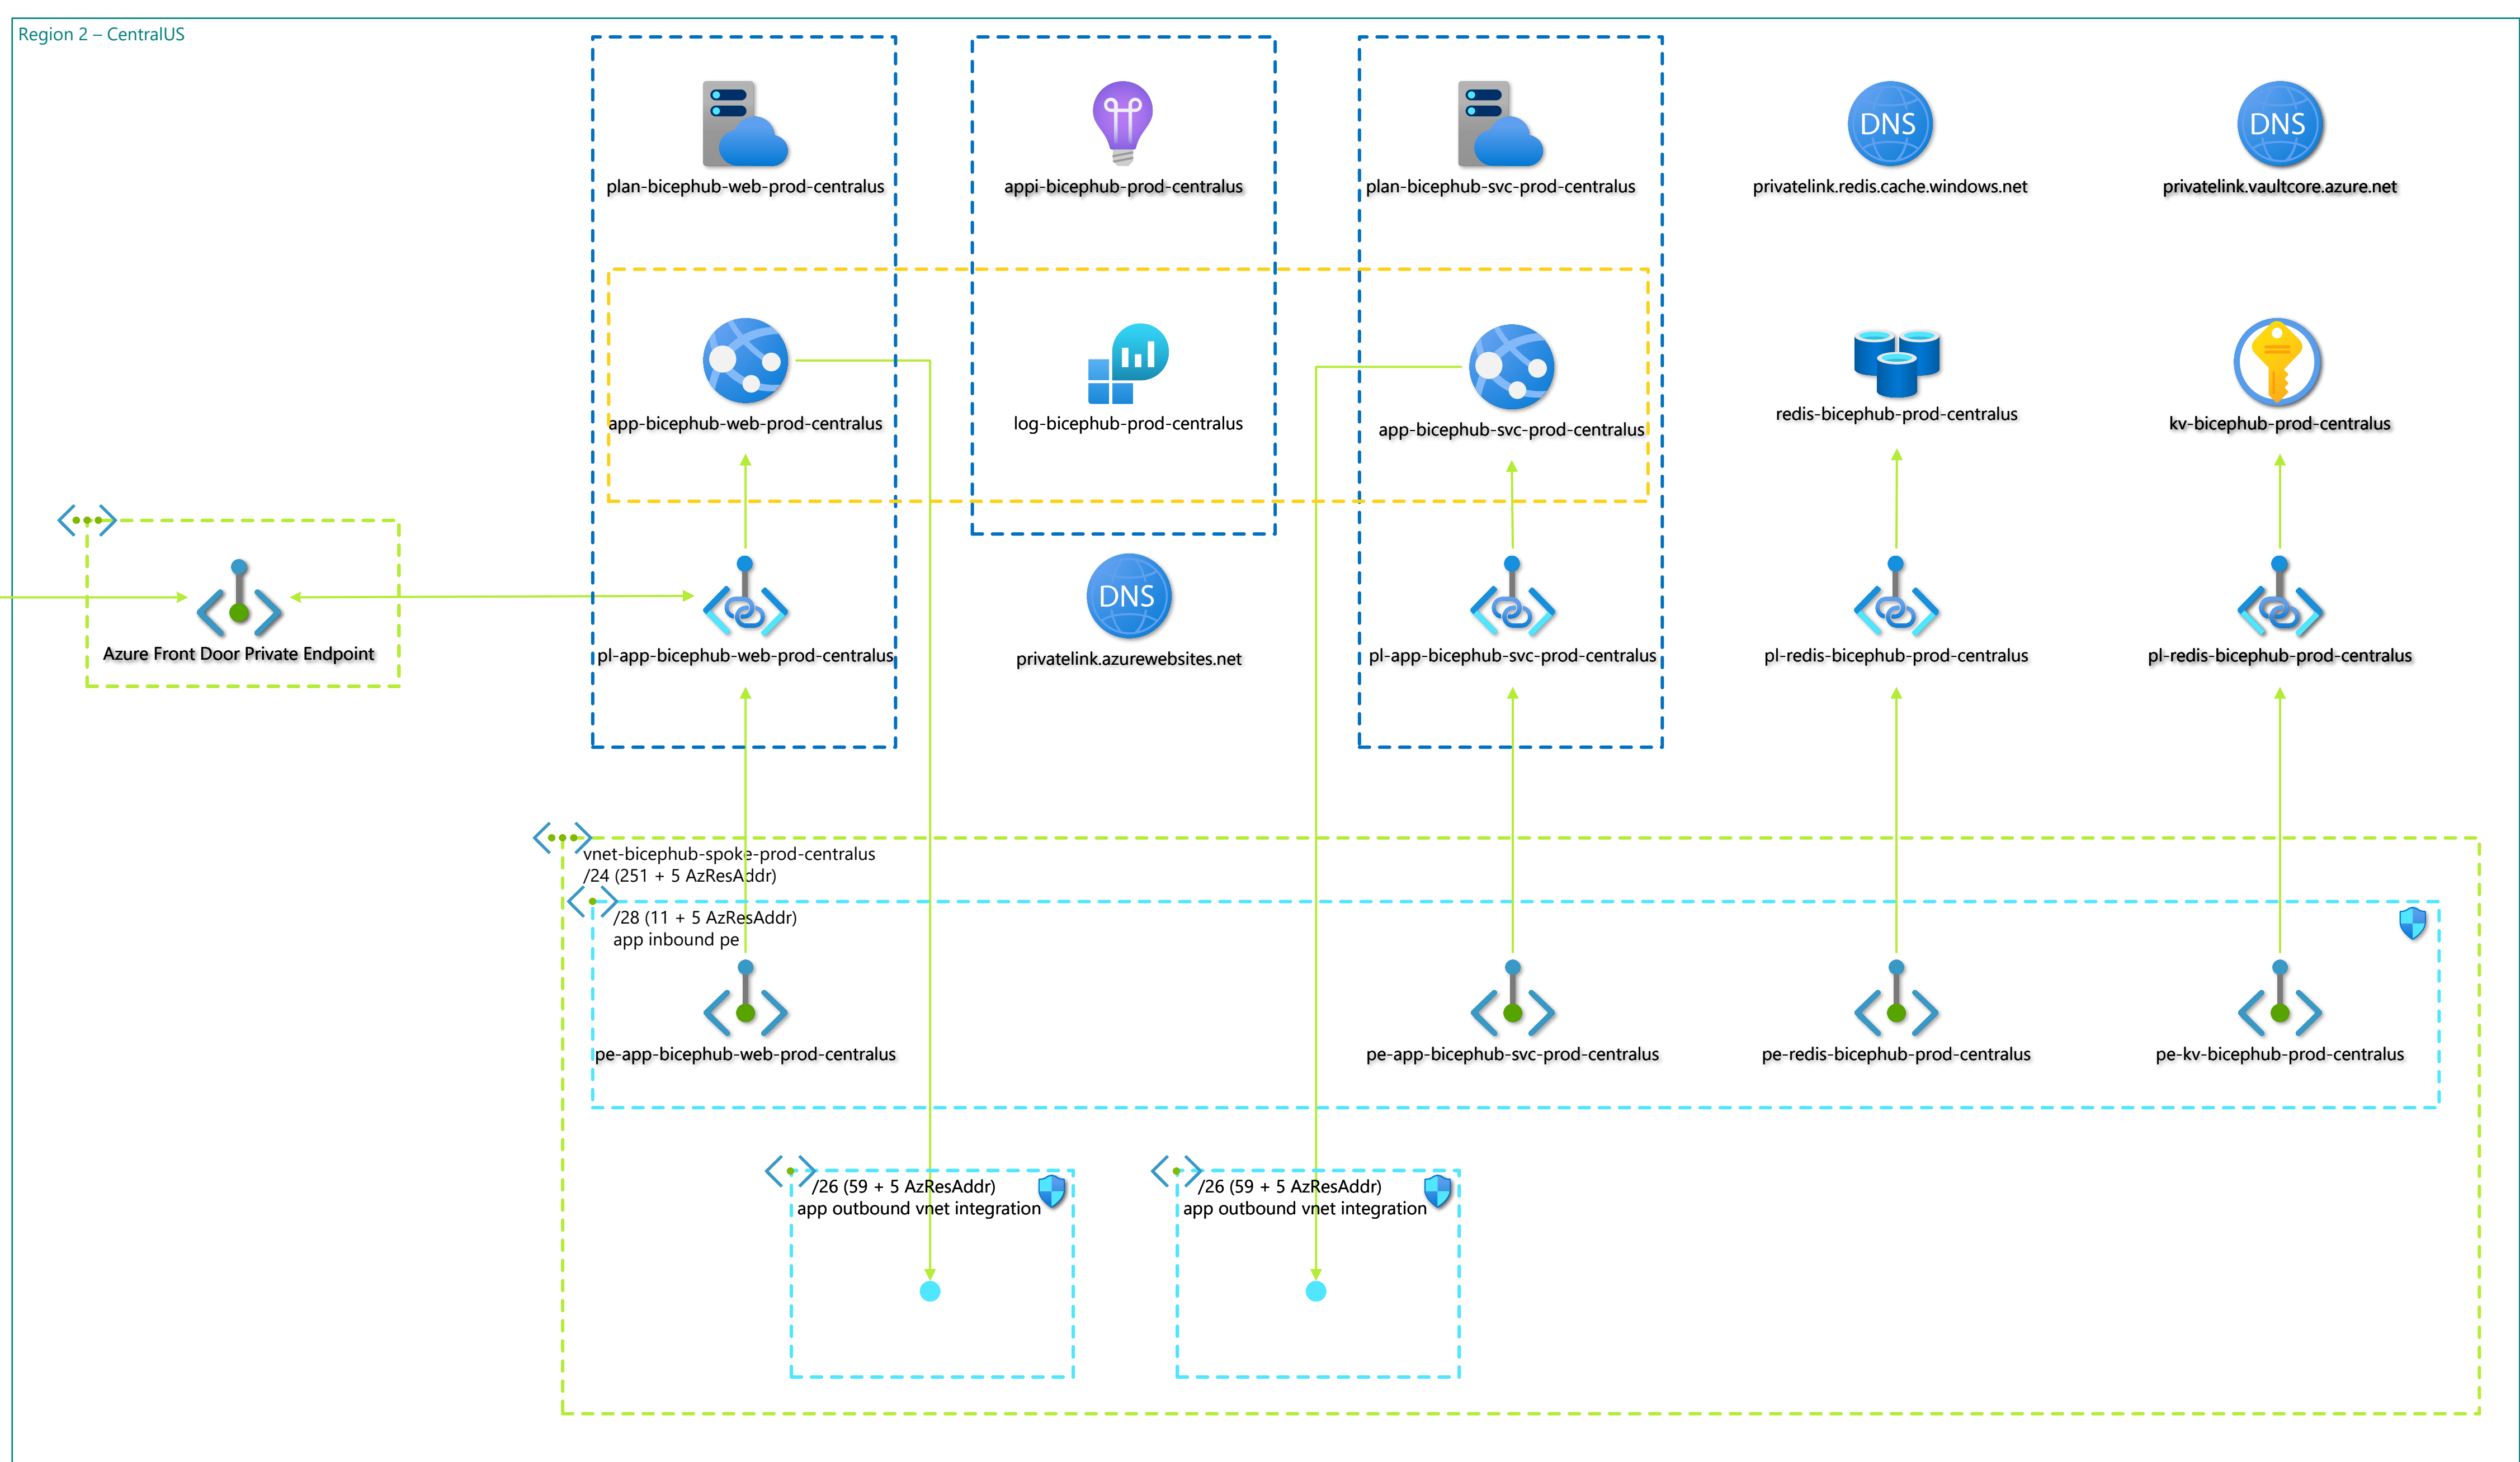 Region 2 – CentralUS
plan-bicephub-web-prod-centralus
appi-bicephub-prod-centralus
plan-bicephub-svc-prod-centralus
DNS
privatelink.redis.cache.windows.net
DNS
privatelink.vaultcore.azure.net
app-bicephub-web-prod-centralus
log-bicephub-prod-centralus
app-bicephub-svc-prod-centralus
redis-bicephub-prod-centralus
kv-bicephub-prod-centralus
Azure Front Door Private Endpoint
pl-app-bicephub-web-prod-centralus
DNS
privatelink.azurewebsites.net
pl-app-bicephub-svc-prod-centralus
pl-redis-bicephub-prod-centralus
pl-redis-bicephub-prod-centralus
vnet-bicephub-spoke-prod-centralus
/24 (251 + 5 AzResAddr)
/28 (11 + 5 AzResAddr)
app inbound pe
pe-app-bicephub-web-prod-centralus
pe-app-bicephub-svc-prod-centralus
pe-redis-bicephub-prod-centralus
pe-kv-bicephub-prod-centralus
/26 (59 + 5 AzResAddr)
app outbound vnet integration
/26 (59 + 5 AzResAddr)
app outbound vnet integration